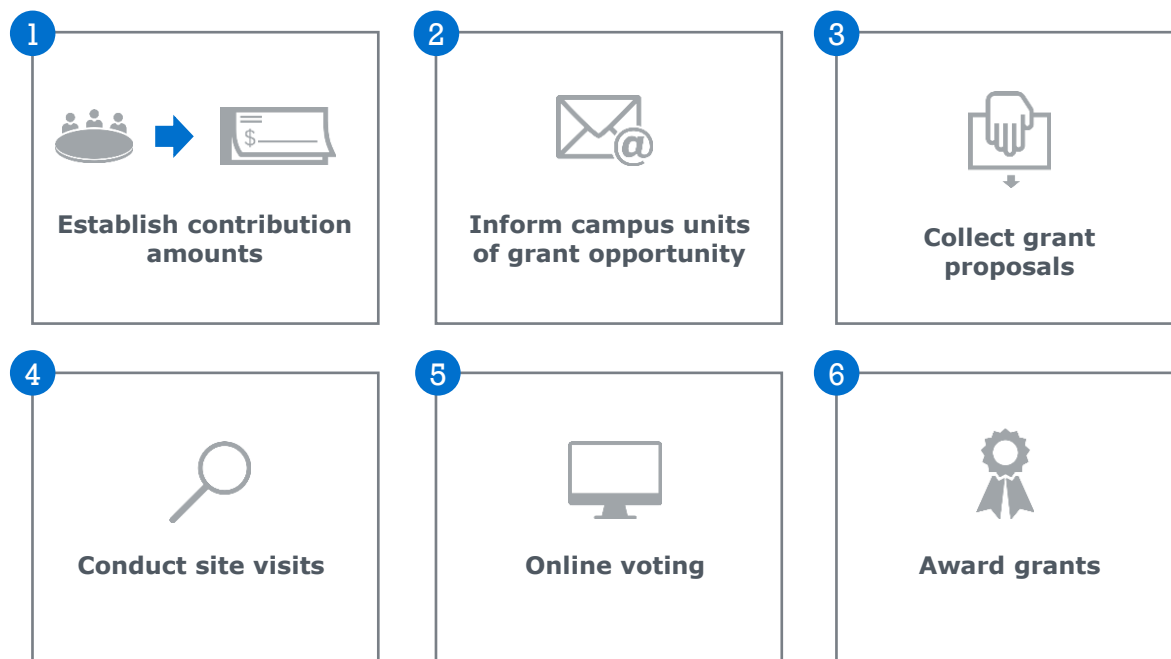 1
$
Establish contribution
amounts
2
@
Inform campus units
of grant opportunity
3
Collect grant
proposals
4
Conduct site visits
5
Online voting
6
Award grants